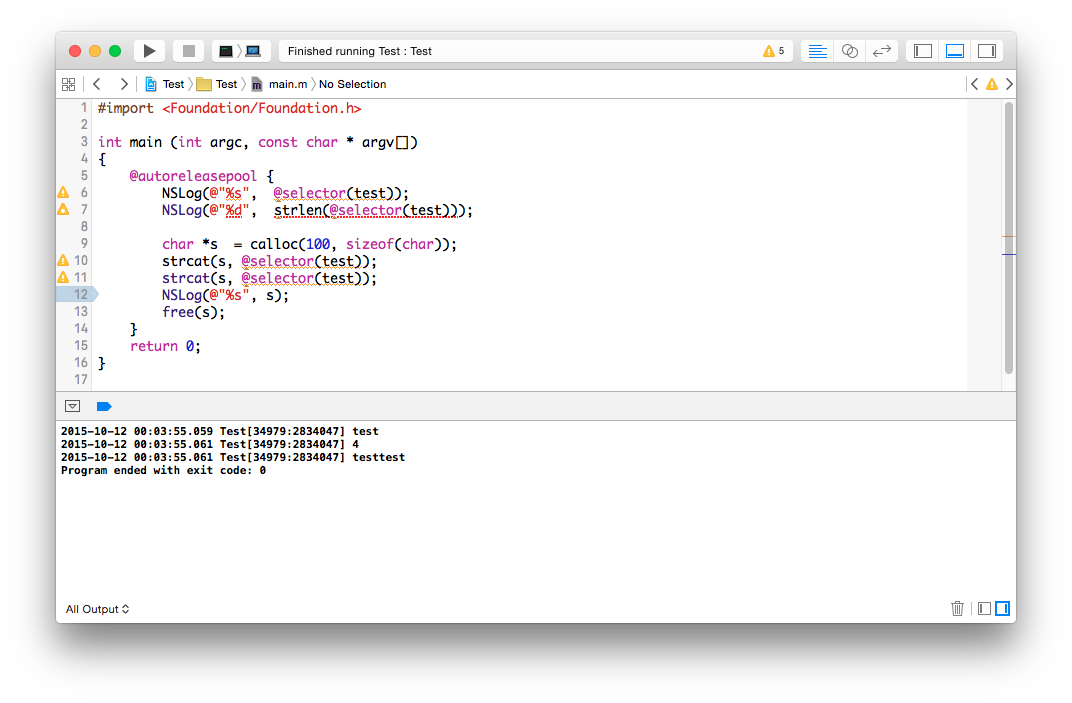 Finished running Test : Test 5
Test Test main.m No Selection
1 #import <Foundation/Foundation.h>
2
3 int main (int argc, const char * argv[])
4 {
5 @autoreleasepool {
6 NSLog(@"%s", @selector(test));
7 NSLog(@"%d", strlen(@selector(test)));
8
9 char *s = calloc(100, sizeof(char));
10 strcat(s, @selector(test));
11 strcat(s, @selector(test));
12 NSLog(@"%s", s);
13 free(s);
14 }
15 return 0;
16 }
17
2015-10-12 00:03:55.059 Test[34979:2834047] test
2015-10-12 00:03:55.061 Test[34979:2834047] 4
2015-10-12 00:03:55.061 Test[34979:2834047] testtest
Program ended with exit code: 0
All Output